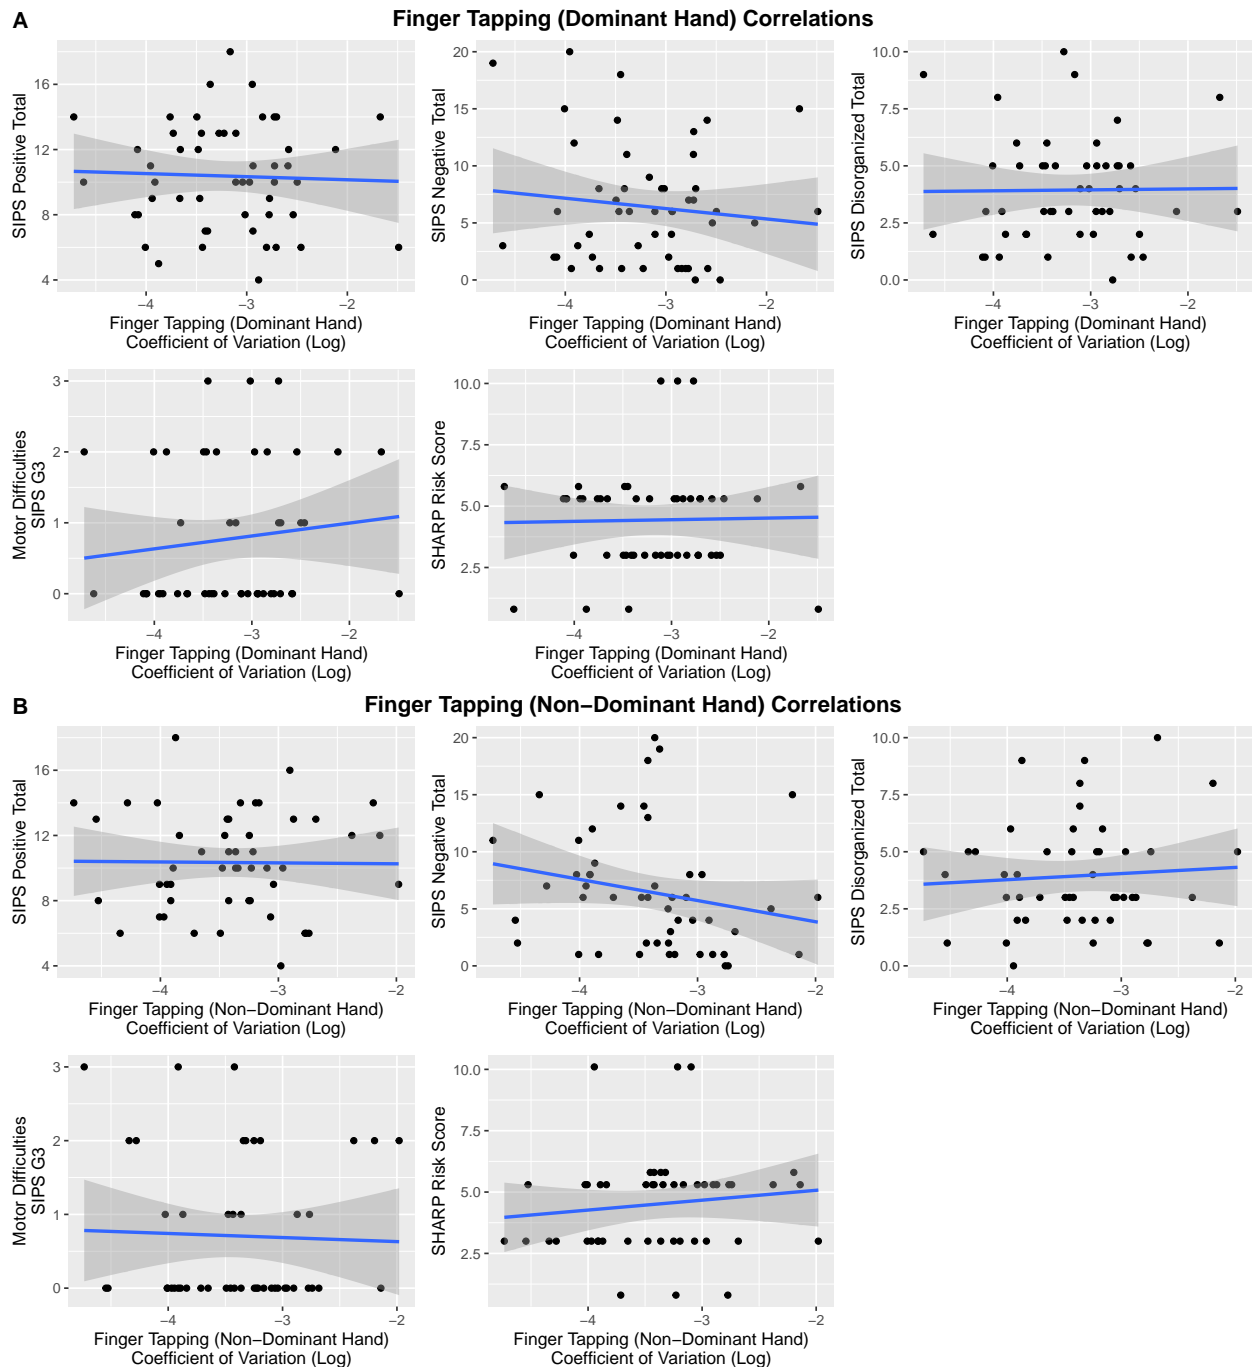 A
Finger Tapping (Dominant Hand) Correlations
SIPS Positive Total
16
12
8
4
−4
−3
−2
Finger Tapping (Dominant Hand)
Coefficient of Variation (Log)
SIPS Negative Total
20
15
10
5
0
−4
−3
−2
Finger Tapping (Dominant Hand)
Coefficient of Variation (Log)
SIPS Disorganized Total
10.0
7.5
5.0
2.5
0.0
−4
−3
−2
Finger Tapping (Dominant Hand)
Coefficient of Variation (Log)
Motor Difficulties
SIPS G3
3
2
1
0
−4
−3
−2
Finger Tapping (Dominant Hand)
Coefficient of Variation (Log)
SHARP Risk Score
10.0
7.5
5.0
2.5
−4
−3
−2
Finger Tapping (Dominant Hand)
Coefficient of Variation (Log)
B
Finger Tapping (Non−Dominant Hand) Correlations
SIPS Positive Total
16
12
8
4
−4
−3
−2
Finger Tapping (Non−Dominant Hand)
Coefficient of Variation (Log)
SIPS Negative Total
20
15
10
5
0
−4
−3
−2
Finger Tapping (Non−Dominant Hand)
Coefficient of Variation (Log)
SIPS Disorganized Total
10.0
7.5
5.0
2.5
0.0
−4
−3
−2
Finger Tapping (Non−Dominant Hand)
Coefficient of Variation (Log)
Motor Difficulties
SIPS G3
3
2
1
0
−4
−3
−2
Finger Tapping (Non−Dominant Hand)
Coefficient of Variation (Log)
SHARP Risk Score
10.0
7.5
5.0
2.5
−4
−3
−2
Finger Tapping (Non−Dominant Hand)
Coefficient of Variation (Log)